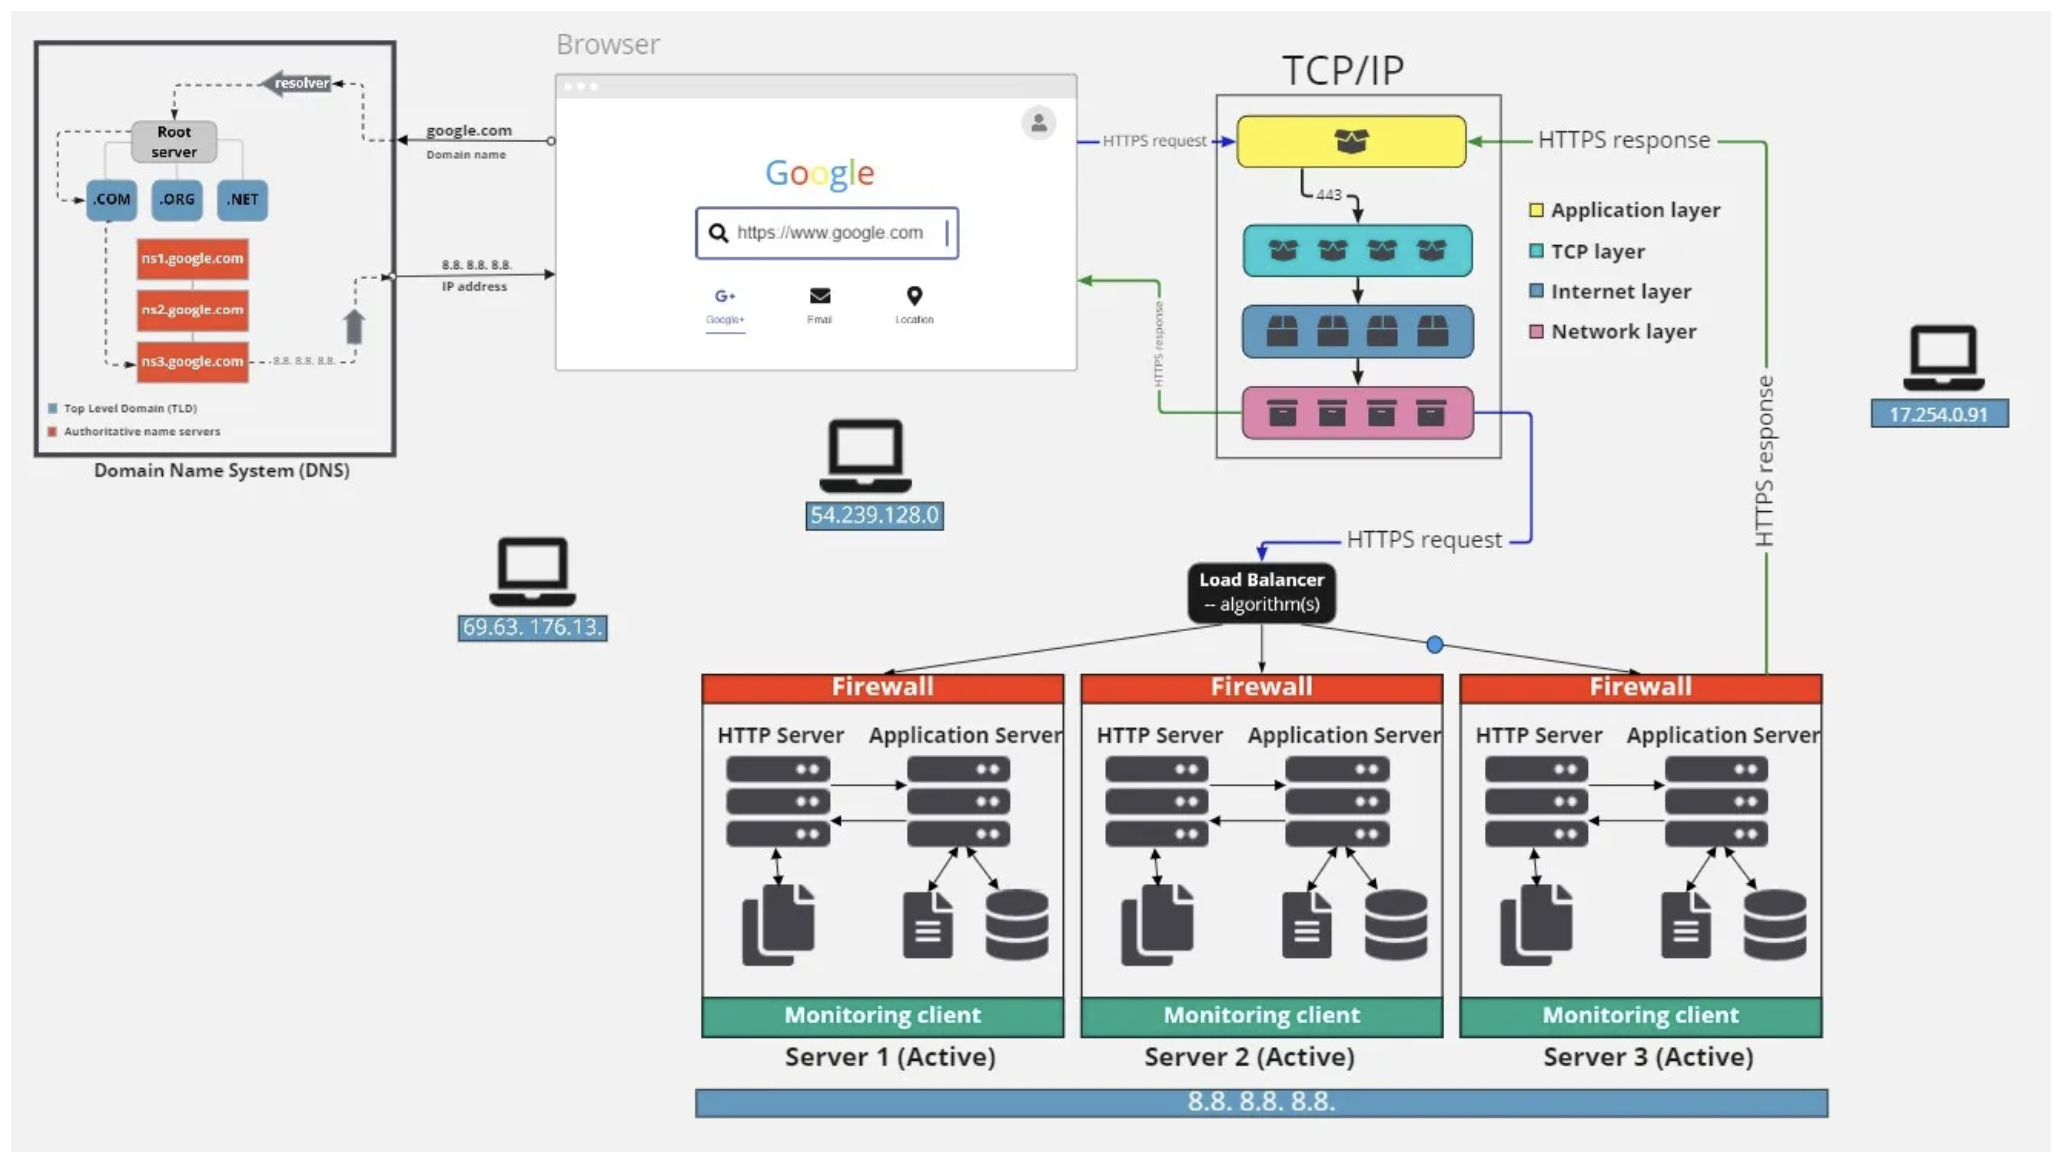 Browser
resolver
Root
server
.COM
.ORG
.NET
ns1.google.com
ns2.google.com
ns3.google.com
8.8. 8.8. 8.8.
Top Level Domain (TLD)
Authoritative name servers
Domain Name System (DNS)
google.com
Domain name
8.8. 8.8. 8.8.
IP address
Google
https://www.google.com
G+
Google+
Email
Location
HTTPS request
HTTPS response
TCP/IP
443
HTTPS response
Application layer
TCP layer
Internet layer
Network layer
HTTPS response
17.254.0.91
54.239.128.0
69.63. 176.13.
HTTPS request
Load Balancer
-- algorithm(s)
Firewall
HTTP Server
Application Server
Monitoring client
Server 1 (Active)
Firewall
HTTP Server
Application Server
Monitoring client
Server 2 (Active)
Firewall
HTTP Server
Application Server
Monitoring client
Server 3 (Active)
8.8. 8.8. 8.8.